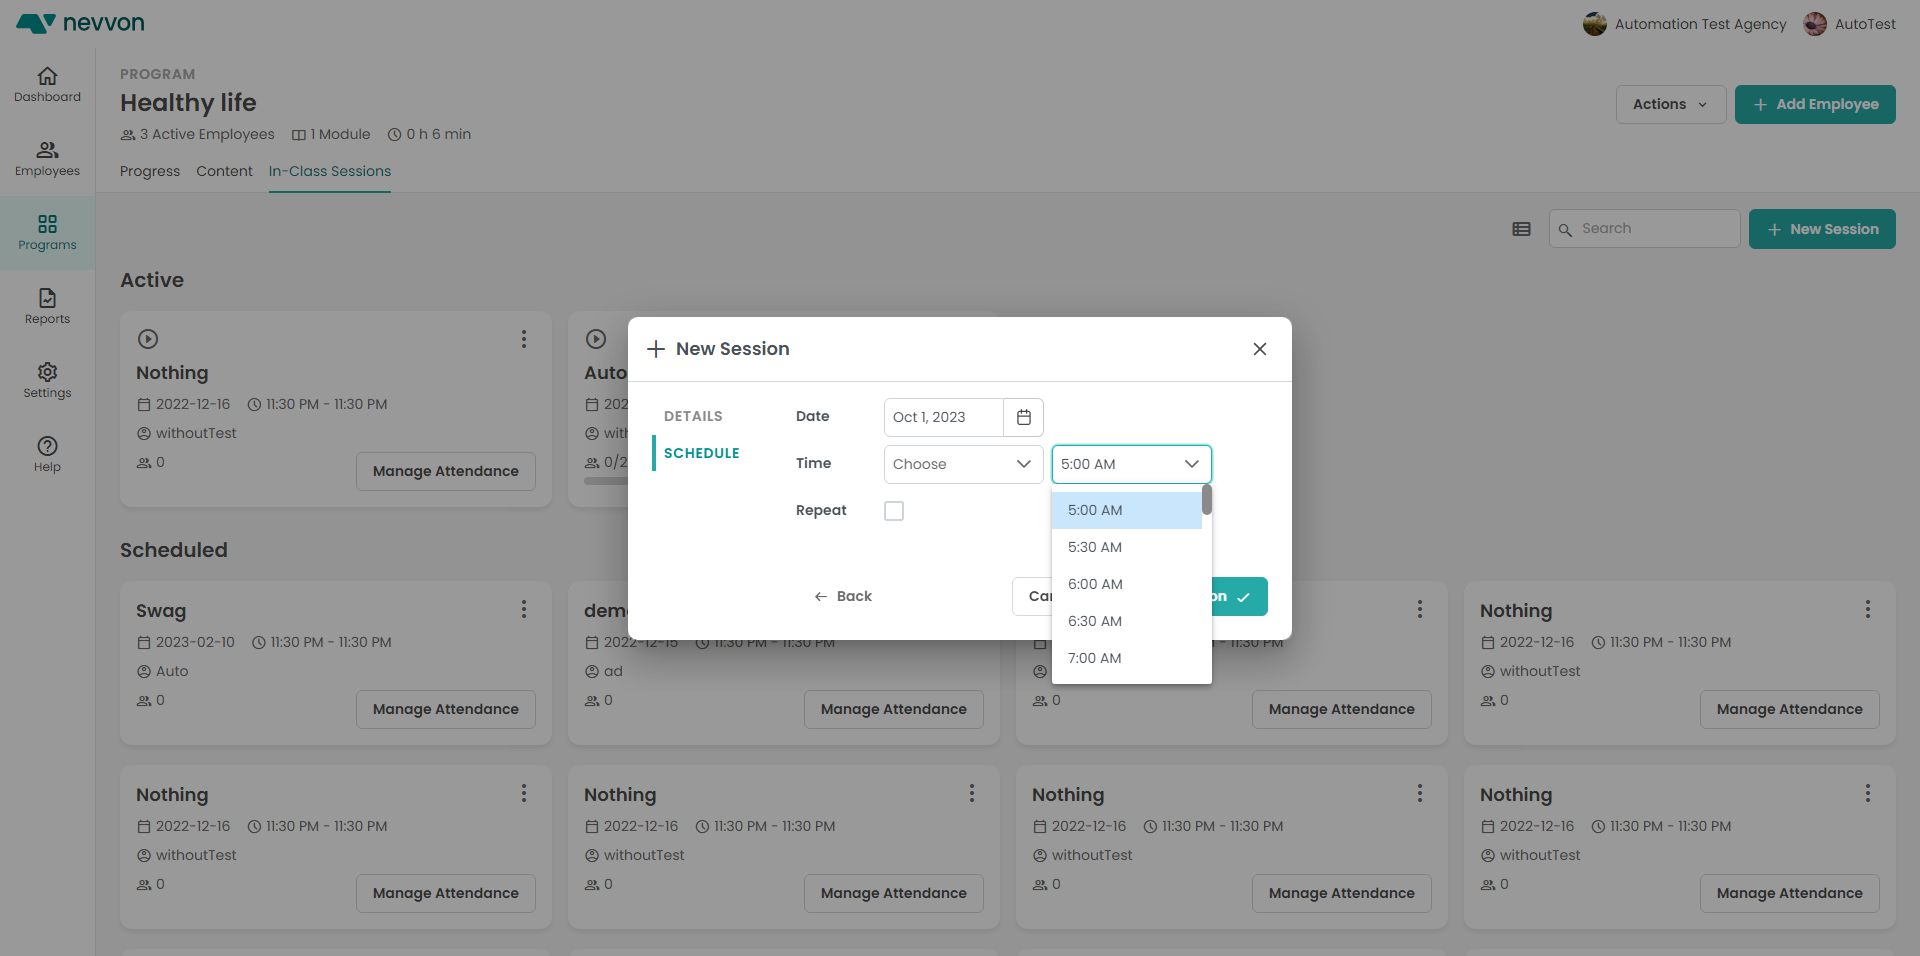 nevvon
Automation Test Agency
AutoTest
Dashboard
Employees
Programs
Reports
Settings
Help
PROGRAM
Healthy life
3 Active Employees 1 Module 0 h 6 min
Actions
+ Add Employee
Progress Content In-Class Sessions
Search
+ New Session
Active
Nothing
2022-12-16 11:30 PM - 11:30 PM
withoutTest
0
Manage Attendance
Auto
202
with
0/2
+ New Session
DETAILS
SCHEDULE
Date Oct 1, 2023
Time Choose 5:00 AM
Repeat
5:00 AM
5:30 AM
6:00 AM
6:30 AM
7:00 AM
← Back
Can
on
Scheduled
Swag
2023-02-10 11:30 PM - 11:30 PM
Auto
0
Manage Attendance
dem
2022-12-15 11:30 PM - 11:30 PM
ad
0
Manage Attendance
- 11:30 PM
0
Manage Attendance
Nothing
2022-12-16 11:30 PM - 11:30 PM
withoutTest
0
Manage Attendance
Nothing
2022-12-16 11:30 PM - 11:30 PM
withoutTest
0
Manage Attendance
Nothing
2022-12-16 11:30 PM - 11:30 PM
withoutTest
0
Manage Attendance
Nothing
2022-12-16 11:30 PM - 11:30 PM
withoutTest
0
Manage Attendance
Nothing
2022-12-16 11:30 PM - 11:30 PM
withoutTest
0
Manage Attendance